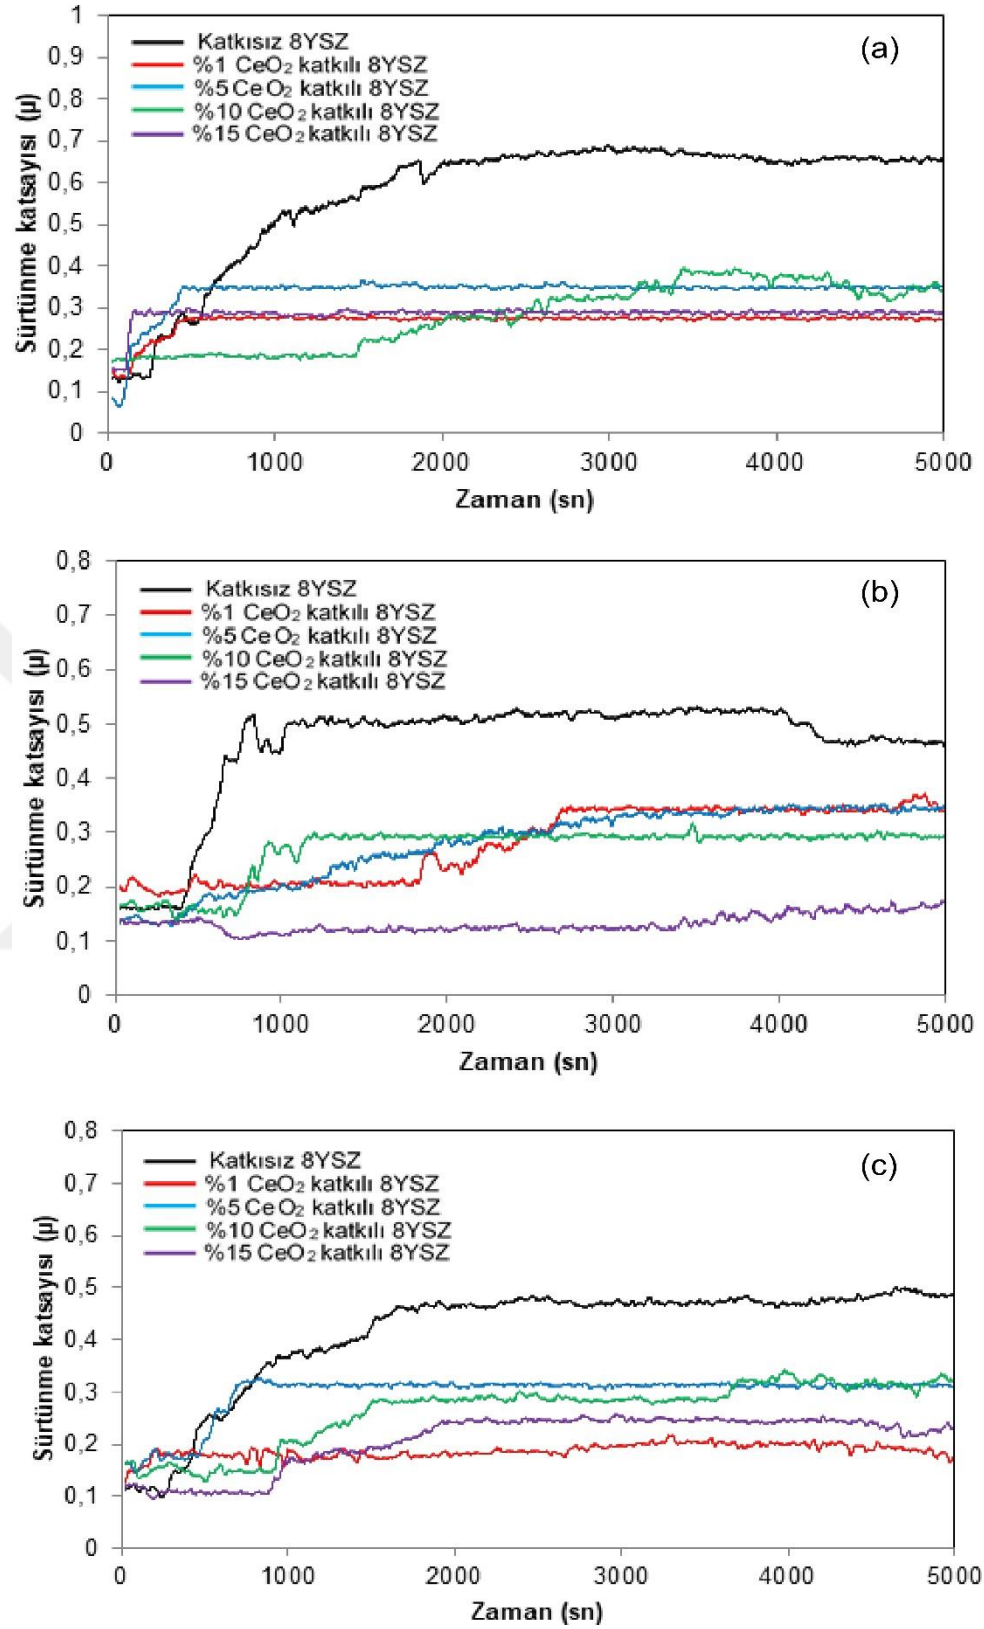 (a)
Katkısız 8YSZ
%1 CeO₂ katkılı 8YSZ
%5 CeO₂ katkılı 8YSZ
%10 CeO₂ katkılı 8YSZ
%15 CeO₂ katkılı 8YSZ
Sürtünme katsayısı (μ)
1
0,9
0,8
0,7
0,6
0,5
0,4
0,3
0,2
0,1
0
0 1000 2000 3000 4000 5000
Zaman (sn)
(b)
Katkısız 8YSZ
%1 CeO₂ katkılı 8YSZ
%5 CeO₂ katkılı 8YSZ
%10 CeO₂ katkılı 8YSZ
%15 CeO₂ katkılı 8YSZ
Sürtünme katsayısı (μ)
0,8
0,7
0,6
0,5
0,4
0,3
0,2
0,1
0
0 1000 2000 3000 4000 5000
Zaman (sn)
(c)
Katkısız 8YSZ
%1 CeO₂ katkılı 8YSZ
%5 CeO₂ katkılı 8YSZ
%10 CeO₂ katkılı 8YSZ
%15 CeO₂ katkılı 8YSZ
Sürtünme katsayısı (μ)
0,8
0,7
0,6
0,5
0,4
0,3
0,2
0,1
0
0 1000 2000 3000 4000 5000
Zaman (sn)